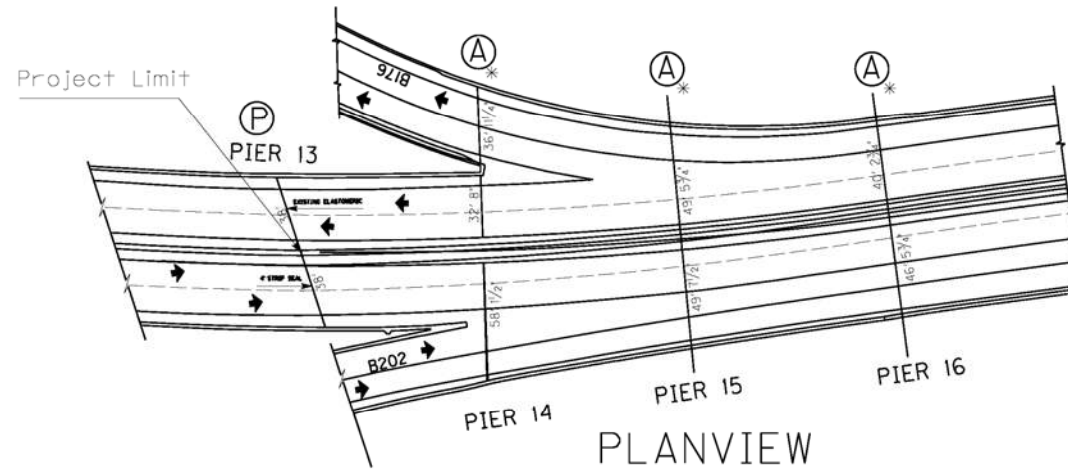 B176
A
*
A
*
A
*
Project Limit
P
PIER 13
36' 11/4"
49' 53/4"
40' 23/4"
EXISTING ELASTOMERIC
38'
32' 8"
4" STRIP SEAL
38'
58' 11/2"
49' 71/2"
46' 53/4"
B202
PIER 14
PIER 15
PIER 16
PLANVIEW